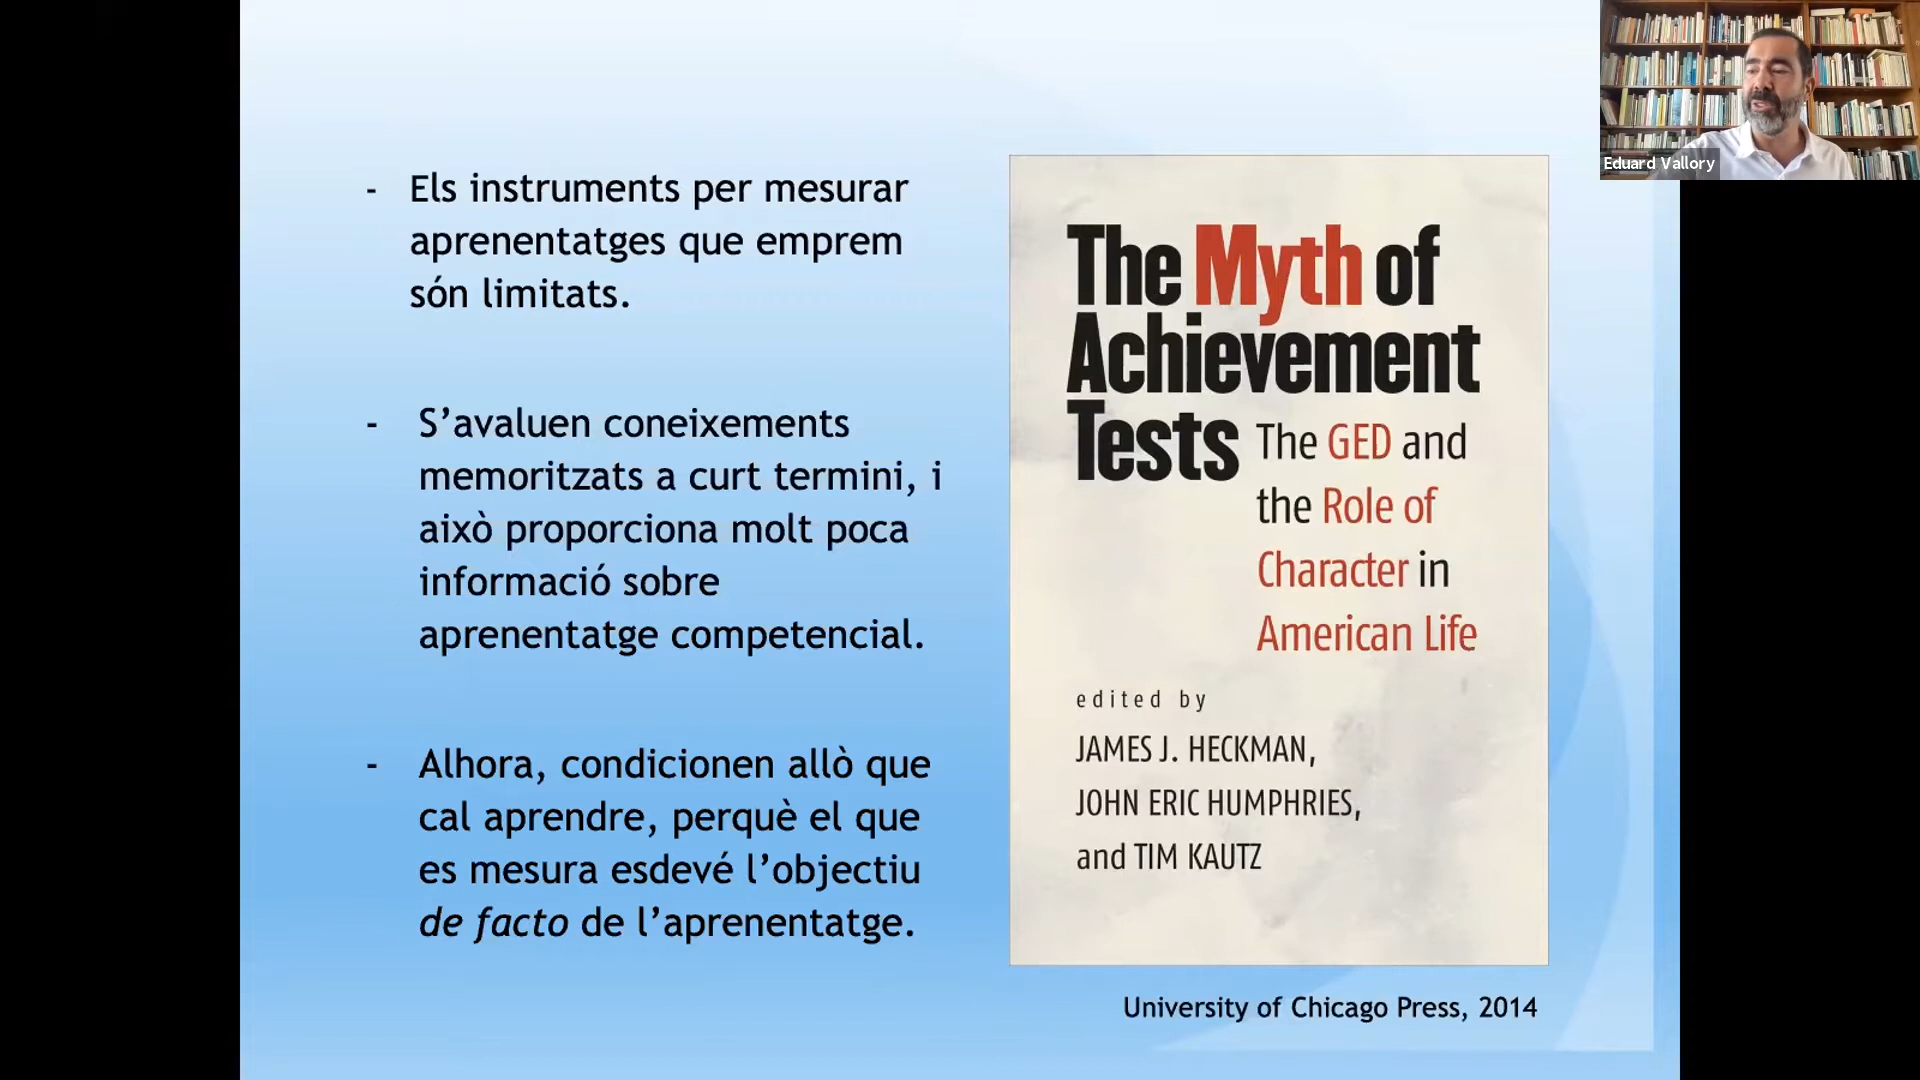 - Els instruments per mesurar
aprenentatges que emprem
són limitats.
- S’avaluen coneixements
memoritzats a curt termini, i
això proporciona molt poca
informació sobre
aprenentatge competencial.
- Alhora, condicionen allò que
cal aprendre, perquè el que
es mesura esdevé l’objectiu
de facto de l’aprenentatge.
The Myth of
Achievement
Tests
The GED and
the Role of
Character in
American Life
edited by
JAMES J. HECKMAN,
JOHN ERIC HUMPHRIES,
and TIM KAUTZ
University of Chicago Press, 2014
Eduard Vallory